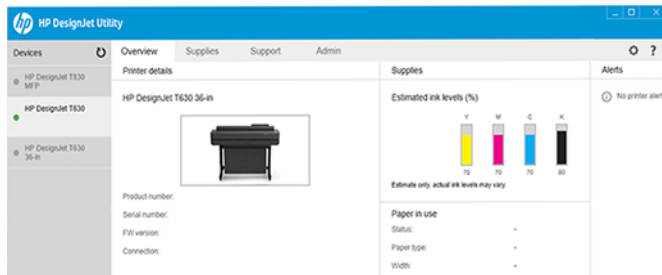 hp HP DesignJet Utility
Devices
HP DesignJet T830
MFP
HP DesignJet T630
HP DesignJet T630
36-in
Overview Supplies Support Admin
?
Printer details
HP DesignJet T630 36-in
Product number:
Serial number:
FW version:
Connection:
Supplies
Estimated ink levels (%)
Y M C K
70 70 70 80
Estimate only, actual ink levels may vary.
Paper in use
Status: -
Paper type: -
Width: -
Alerts
No printer alert